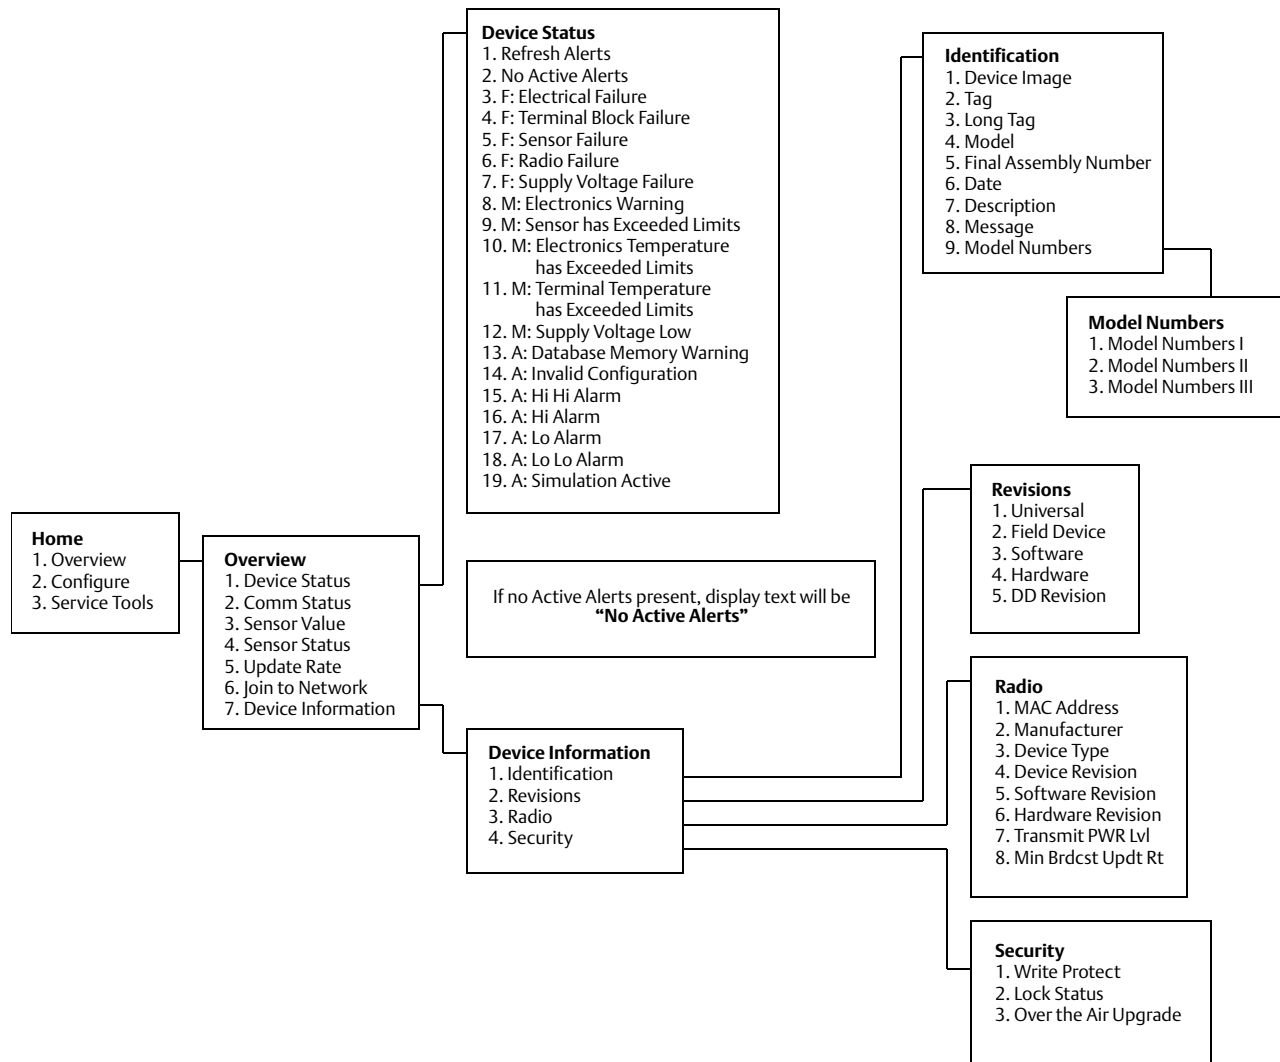 Device Status
1. Refresh Alerts
2. No Active Alerts
3. F: Electrical Failure
4. F: Terminal Block Failure
5. F: Sensor Failure
6. F: Radio Failure
7. F: Supply Voltage Failure
8. M: Electronics Warning
9. M: Sensor has Exceeded Limits
10. M: Electronics Temperature
has Exceeded Limits
11. M: Terminal Temperature
has Exceeded Limits
12. M: Supply Voltage Low
13. A: Database Memory Warning
14. A: Invalid Configuration
15. A: Hi Hi Alarm
16. A: Hi Alarm
17. A: Lo Alarm
18. A: Lo Lo Alarm
19. A: Simulation Active
Identification
1. Device Image
2. Tag
3. Long Tag
4. Model
5. Final Assembly Number
6. Date
7. Description
8. Message
9. Model Numbers
Model Numbers
1. Model Numbers I
2. Model Numbers II
3. Model Numbers III
Home
1. Overview
2. Configure
3. Service Tools
Overview
1. Device Status
2. Comm Status
3. Sensor Value
4. Sensor Status
5. Update Rate
6. Join to Network
7. Device Information
If no Active Alerts present, display text will be
“No Active Alerts”
Revisions
1. Universal
2. Field Device
3. Software
4. Hardware
5. DD Revision
Device Information
1. Identification
2. Revisions
3. Radio
4. Security
Radio
1. MAC Address
2. Manufacturer
3. Device Type
4. Device Revision
5. Software Revision
6. Hardware Revision
7. Transmit PWR Lvl
8. Min Brdcst Updt Rt
Security
1. Write Protect
2. Lock Status
3. Over the Air Upgrade